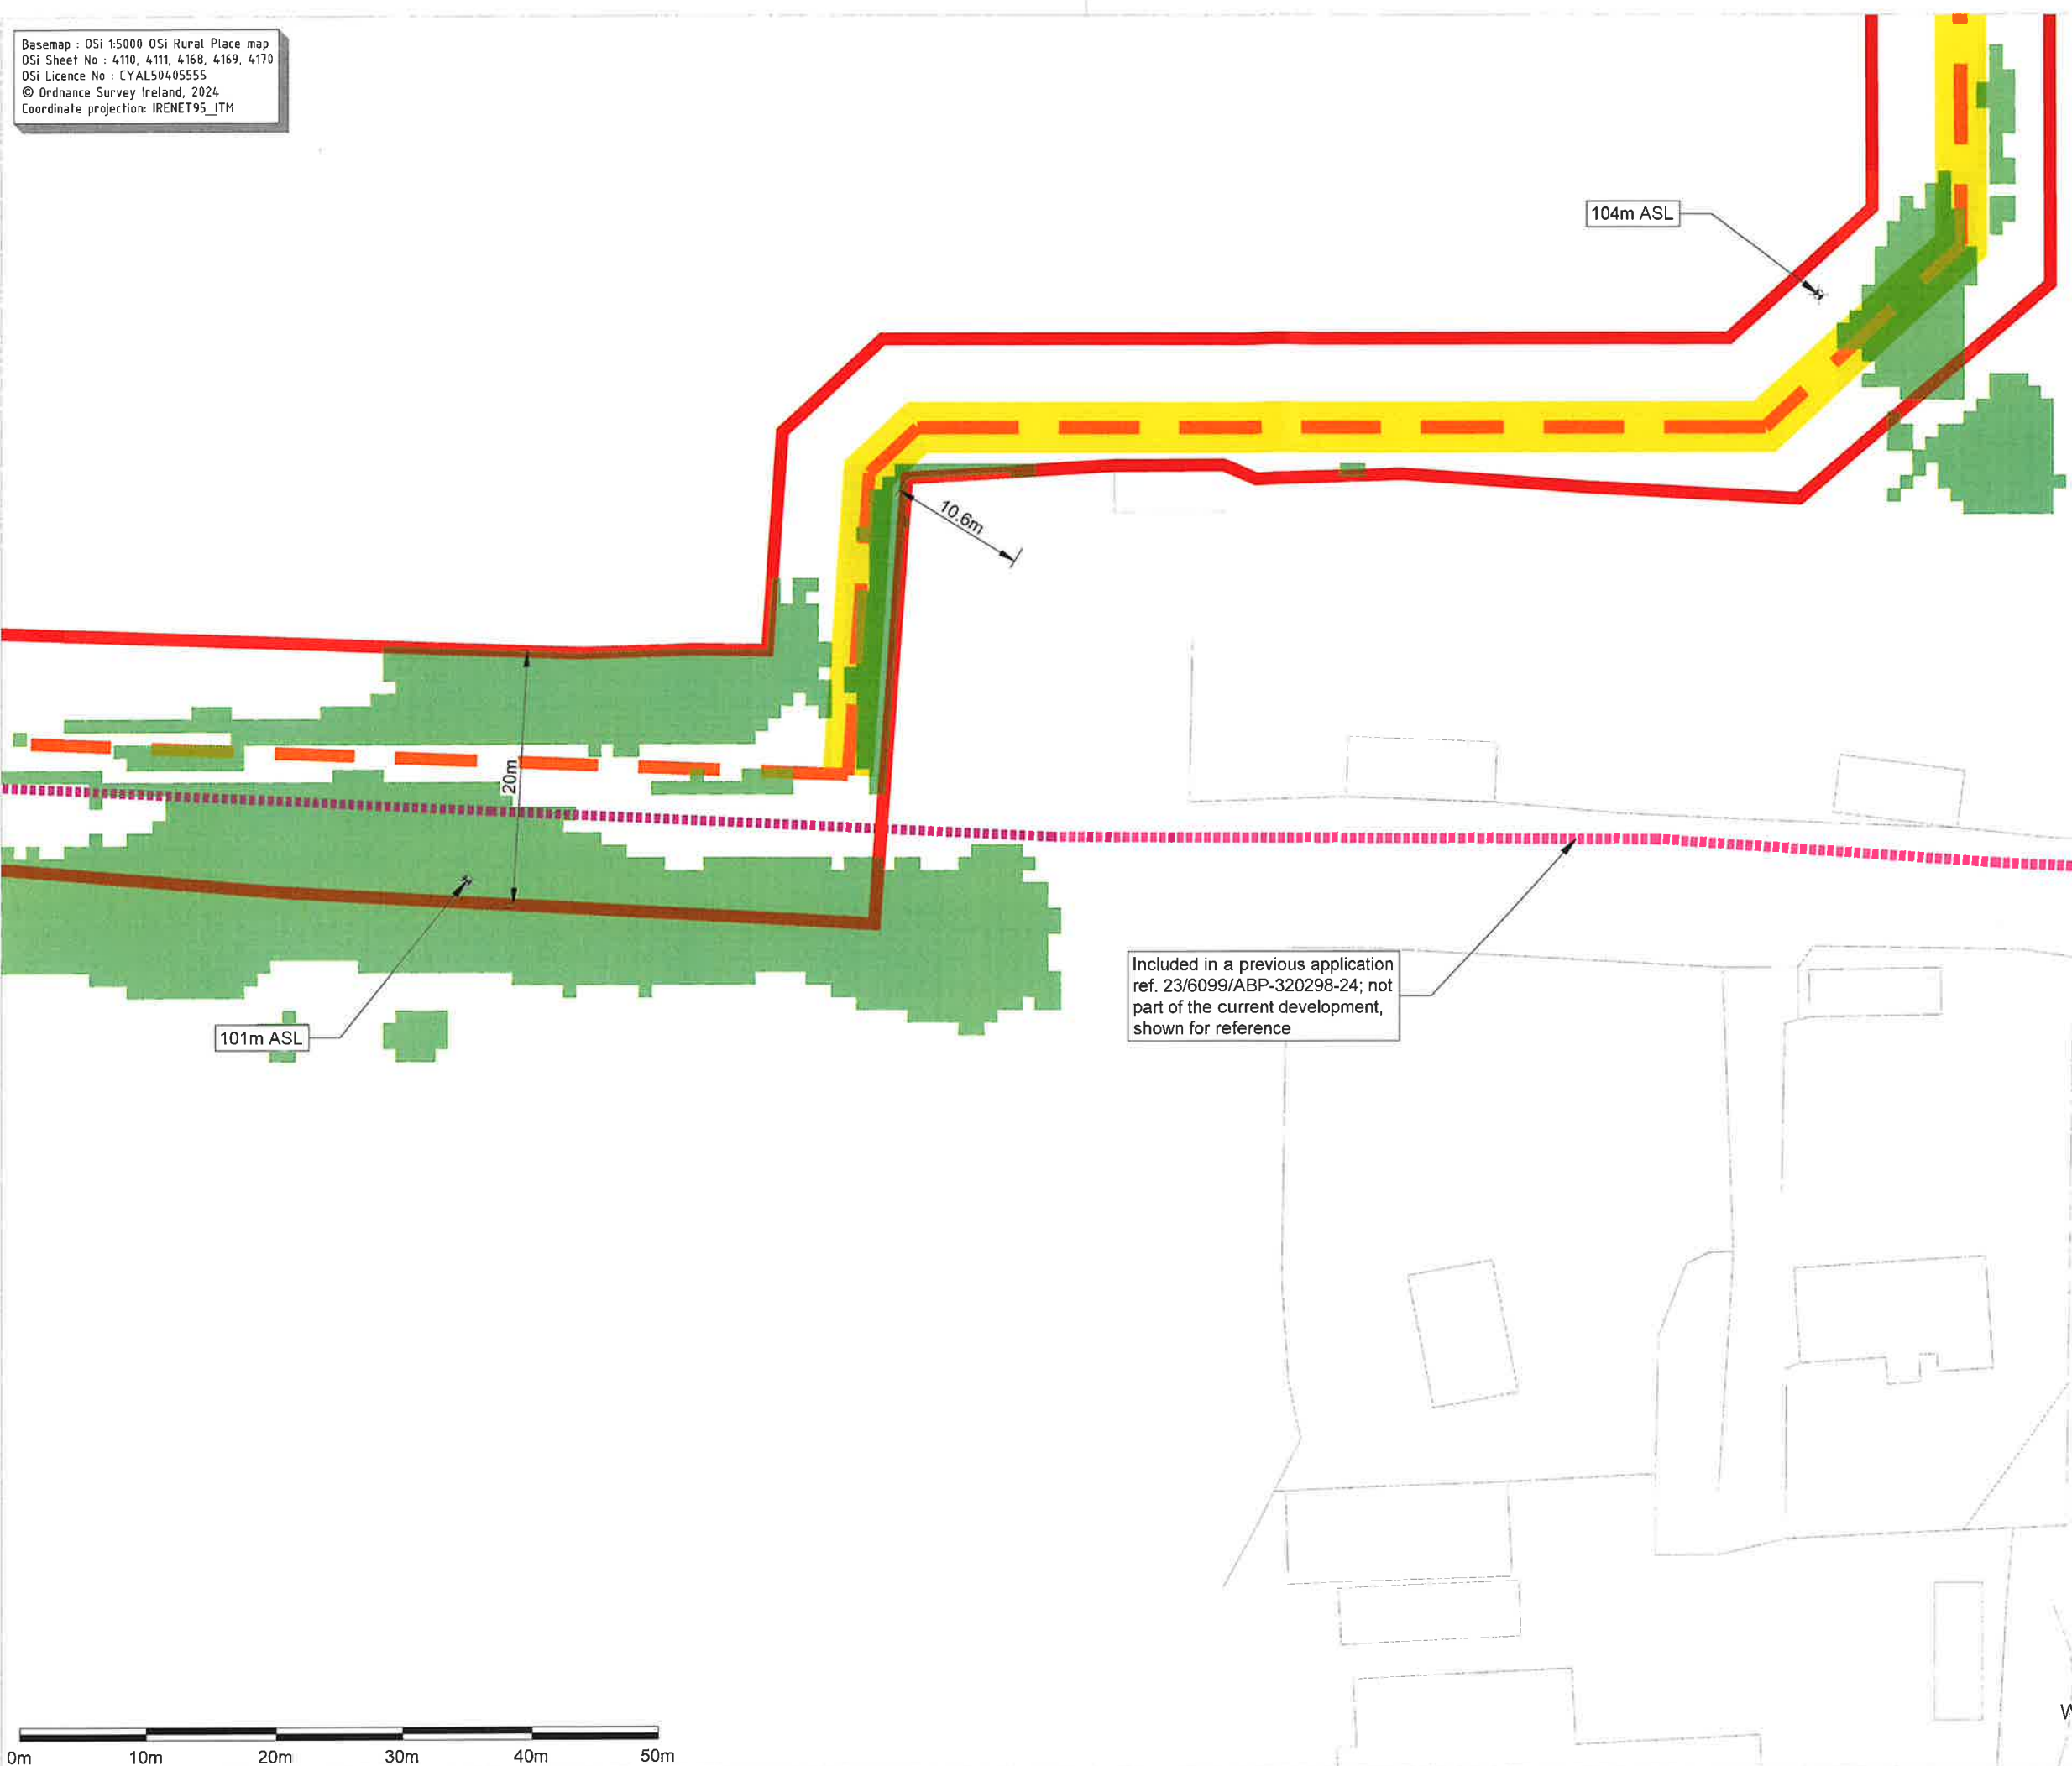 Basemap : OSi 1:5000 OSi Rural Place map
OSi Sheet No : 4110, 4111, 4168, 4169, 4170
OSi Licence No : CYAL50405555
© Ordnance Survey Ireland, 2024
Coordinate projection: IRENET95_ITM
104m ASL
10.6m
20m
Included in a previous application
ref. 23/6099/ABP-320298-24; not
part of the current development,
shown for reference
101m ASL
0m 10m 20m 30m 40m 50m